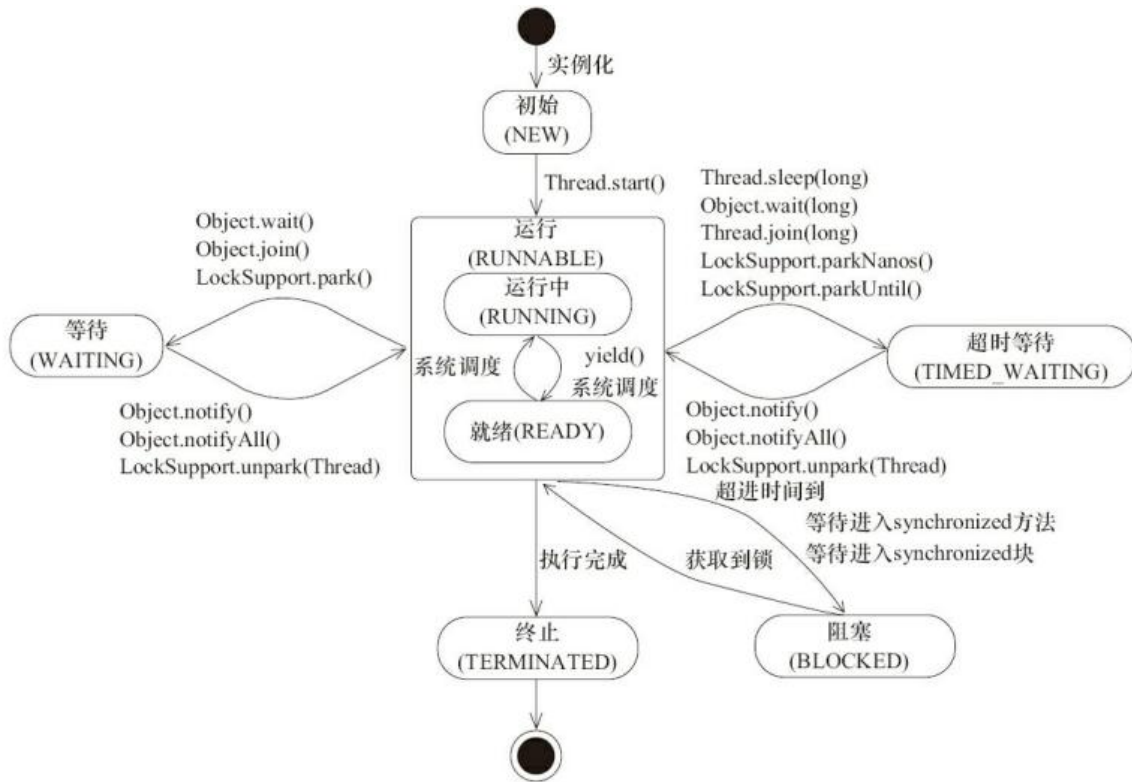 实例化
初始
(NEW)
Thread.start()
Thread.sleep(long)
Object.wait(long)
Thread.join(long)
LockSupport.parkNanos()
LockSupport.parkUntil()
Object.wait()
Object.join()
LockSupport.park()
运行
(RUNNABLE)
运行中
(RUNNING)
等待
(WAITING)
超时等待
(TIMED_WAITING)
系统调度
yield()
系统调度
就绪(READY)
Object.notify()
Object.notifyAll()
LockSupport.unpark(Thread)
Object.notify()
Object.notifyAll()
LockSupport.unpark(Thread)
超进时间到
等待进入synchronized方法
等待进入synchronized块
获取到锁
执行完成
终止
(TERMINATED)
阻塞
(BLOCKED)